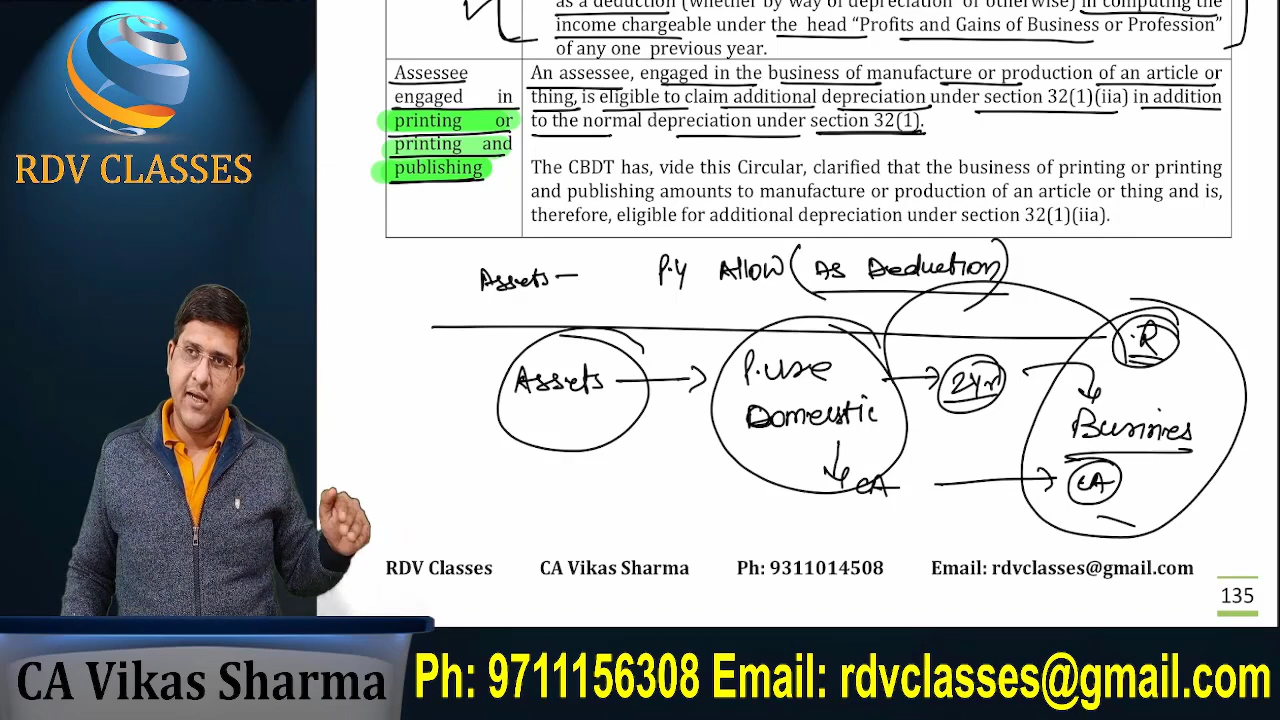 as a deduction (whether by way of depreciation or otherwise) in computing the
income chargeable under the head “Profits and Gains of Business or Profession”
of any one previous year.
Assessee engaged in printing or printing and publishing
An assessee, engaged in the business of manufacture or production of an article or
thing, is eligible to claim additional depreciation under section 32(1)(iia) in addition
to the normal depreciation under section 32(1).
The CBDT has, vide this Circular, clarified that the business of printing or printing
and publishing amounts to manufacture or production of an article or thing and is,
therefore, eligible for additional depreciation under section 32(1)(iia).
RDV CLASSES
Assets - P.Y Allow (As Deduction)
R
Assets P.use 2yr
Domestic Businies
CA CA
RDV Classes CA Vikas Sharma Ph: 9311014508 Email: rdvclasses@gmail.com
135
CA Vikas Sharma Ph: 9711156308 Email: rdvclasses@gmail.com